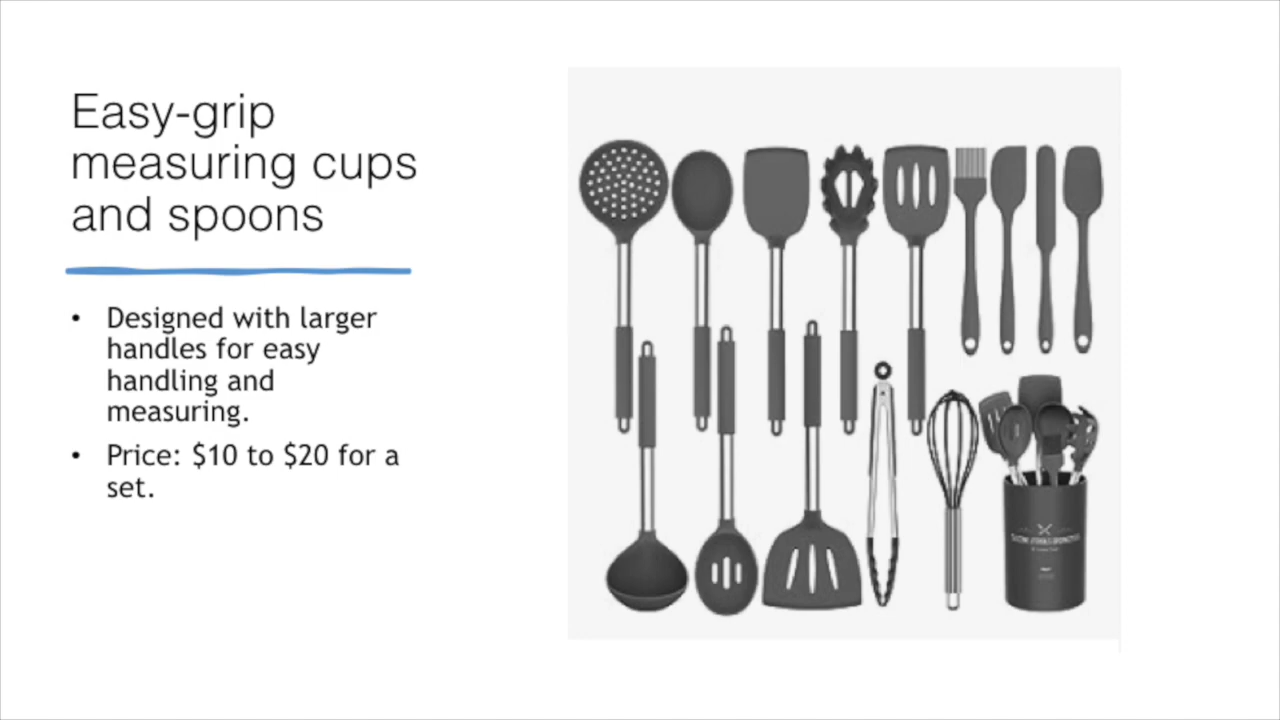 Easy-grip
measuring cups
and spoons
• Designed with larger
handles for easy
handling and
measuring.
• Price: $10 to $20 for a
set.